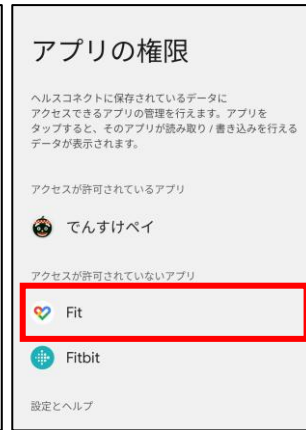 アプリの権限
ヘルスコネクトに保存されているデータに
アクセスできるアプリの管理を行えます。アプリを
タップすると、そのアプリが読み取り / 書き込みを行える
データが表示されます。
アクセスが許可されているアプリ
でんすけペイ
アクセスが許可されていないアプリ
Fit
Fitbit
設定とヘルプ